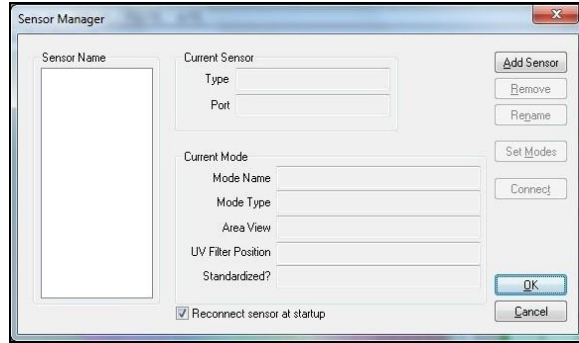 Sensor Manager
Sensor Name
Current Sensor
Type
Port
Add Sensor
Remove
Rename
Set Modes
Connect
Current Mode
Mode Name
Mode Type
Area View
UV Filter Position
Standardized?
Reconnect sensor at startup
OK
Cancel